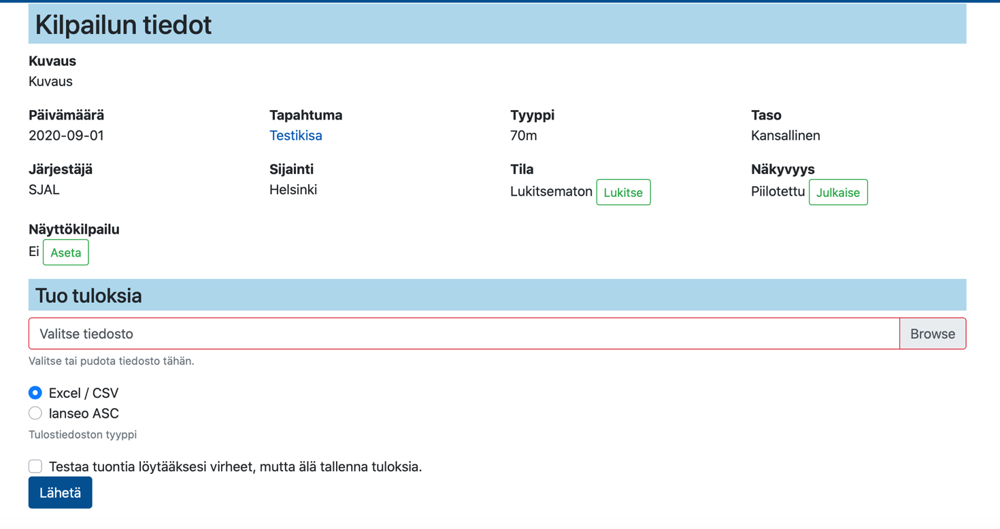 Kilpailun tiedot
Kuvaus
Kuvaus
Päivämäärä Tapahtuma Tyyppi Taso
2020-09-01 Testikisa 70m Kansallinen
Järjestäjä Sijainti Tila Näkyvyys
SJAL Helsinki Lukitsematon Lukitse Piilotettu Julkaise
Näyttökilpailu
Ei Aseta
Tuo tuloksia
Valitse tiedosto Browse
Valitse tai pudota tiedosto tähän.
Excel / CSV
Ianseo ASC
Tulostiedoston tyyppi
Testaa tuontia löytääksesi virheet, mutta älä tallenna tuloksia.
Lähetä